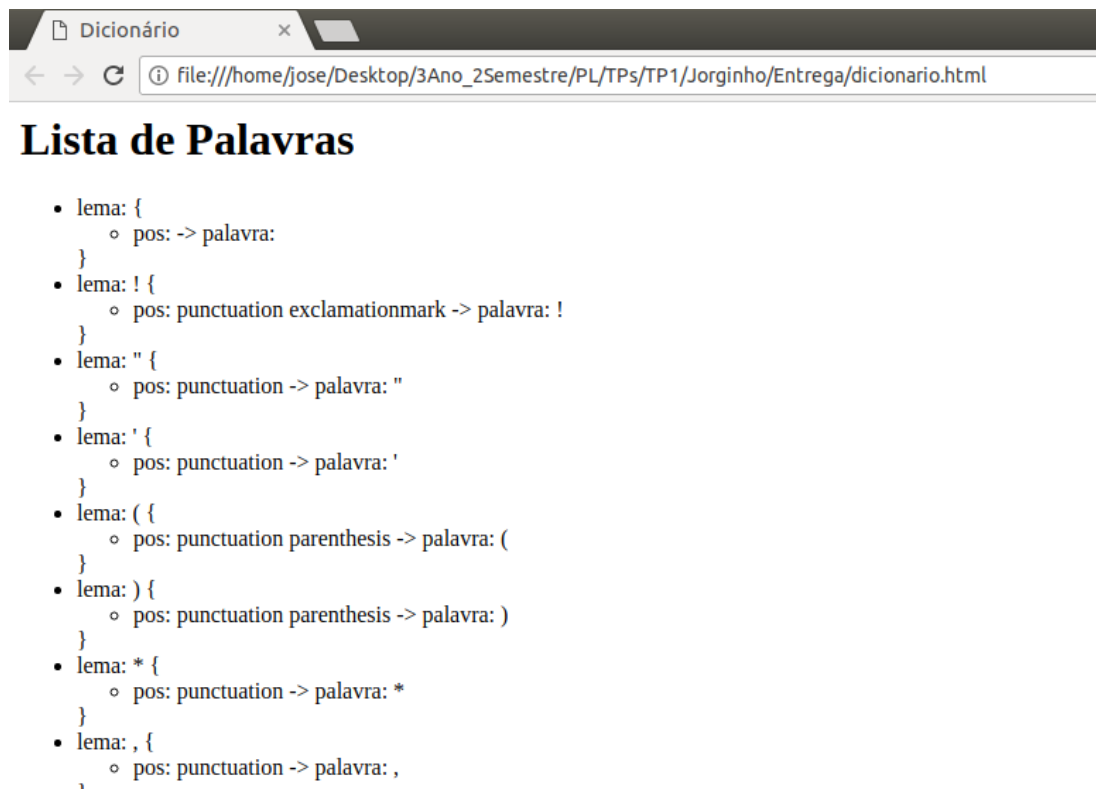 Dicionário
file:///home/jose/Desktop/3Ano_2Semestre/PL/TPs/TP1/Jorginho/Entrega/dicionario.html
Lista de Palavras
lema: {
pos: -> palavra:
}
lema: ! {
pos: punctuation exclamationmark -> palavra: !
}
lema: " {
pos: punctuation -> palavra: "
}
lema: ' {
pos: punctuation -> palavra: '
}
lema: ( {
pos: punctuation parenthesis -> palavra: (
}
lema: ) {
pos: punctuation parenthesis -> palavra: )
}
lema: * {
pos: punctuation -> palavra: *
}
lema: , {
pos: punctuation -> palavra: ,
}